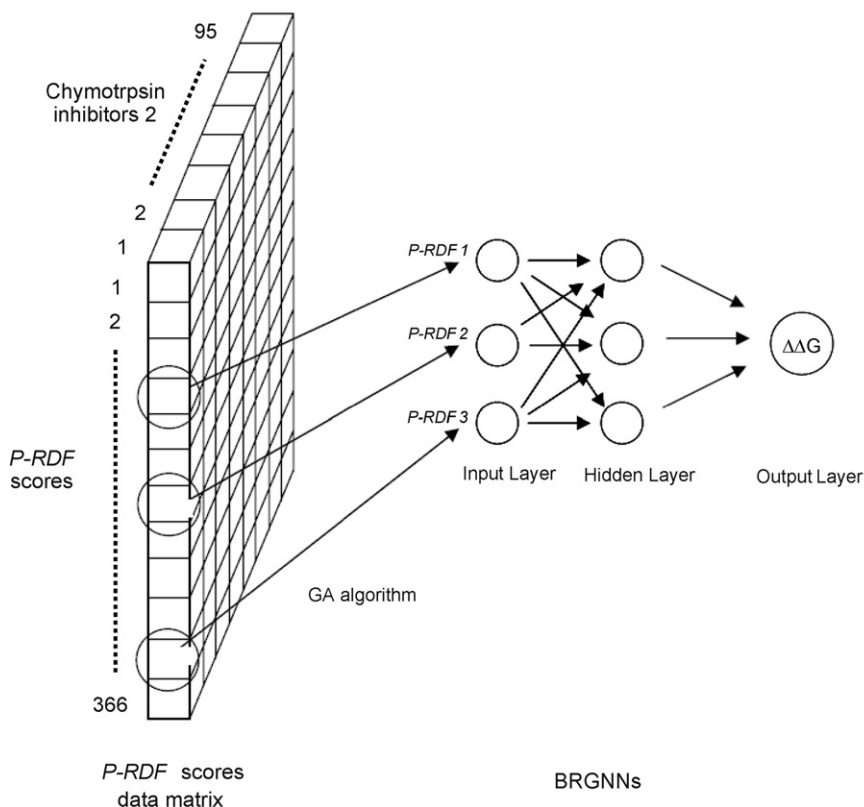 95
Chymotrpsin
inhibitors 2
2
1
1
2
P-RDF
scores
366
P-RDF scores
data matrix
P-RDF 1
P-RDF 2
P-RDF 3
ΔΔG
Input Layer
Hidden Layer
Output Layer
GA algorithm
BRGNNs